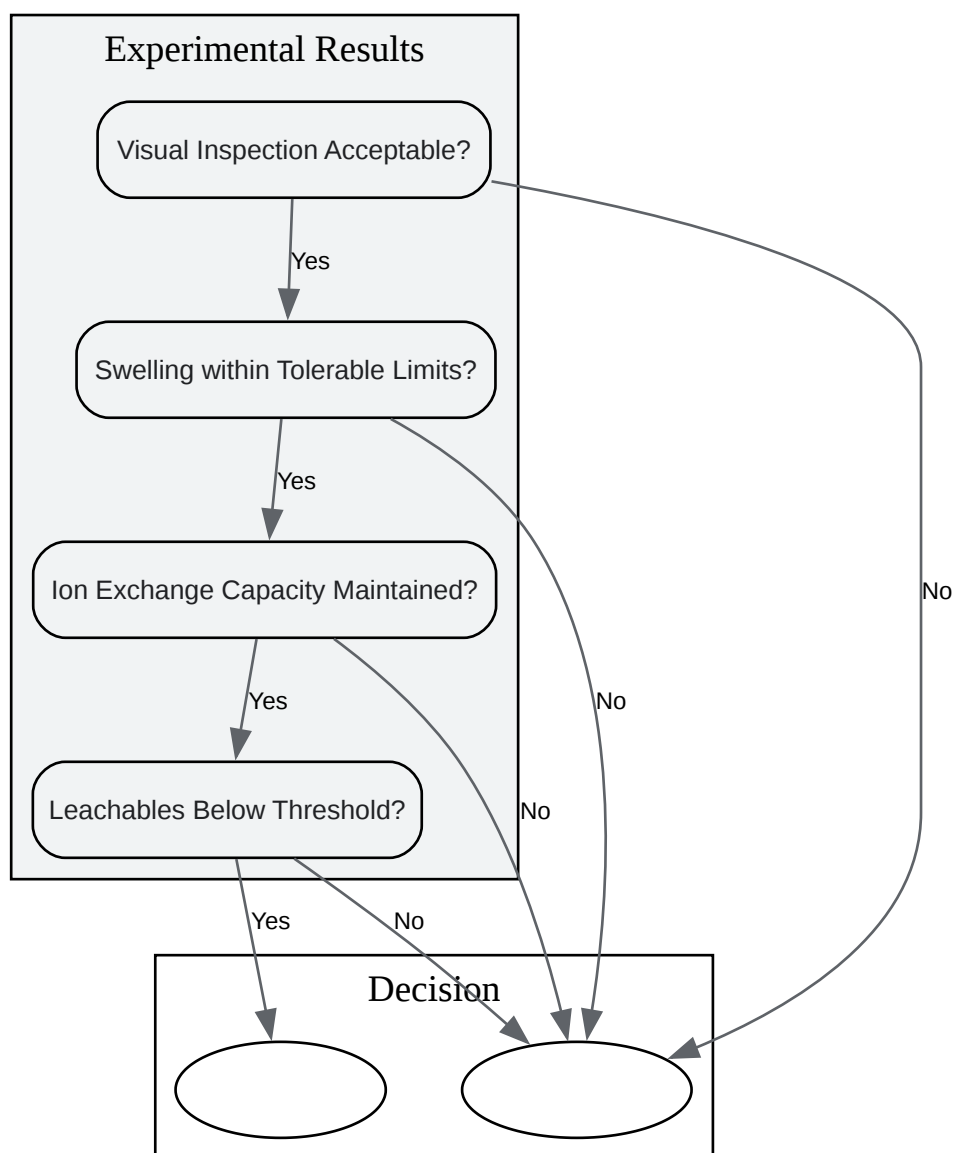 Experimental Results
Visual Inspection Acceptable?
Yes
Swelling within Tolerable Limits?
Yes
Ion Exchange Capacity Maintained?
No
Yes
No
Leachables Below Threshold?
No
Yes
No
Decision